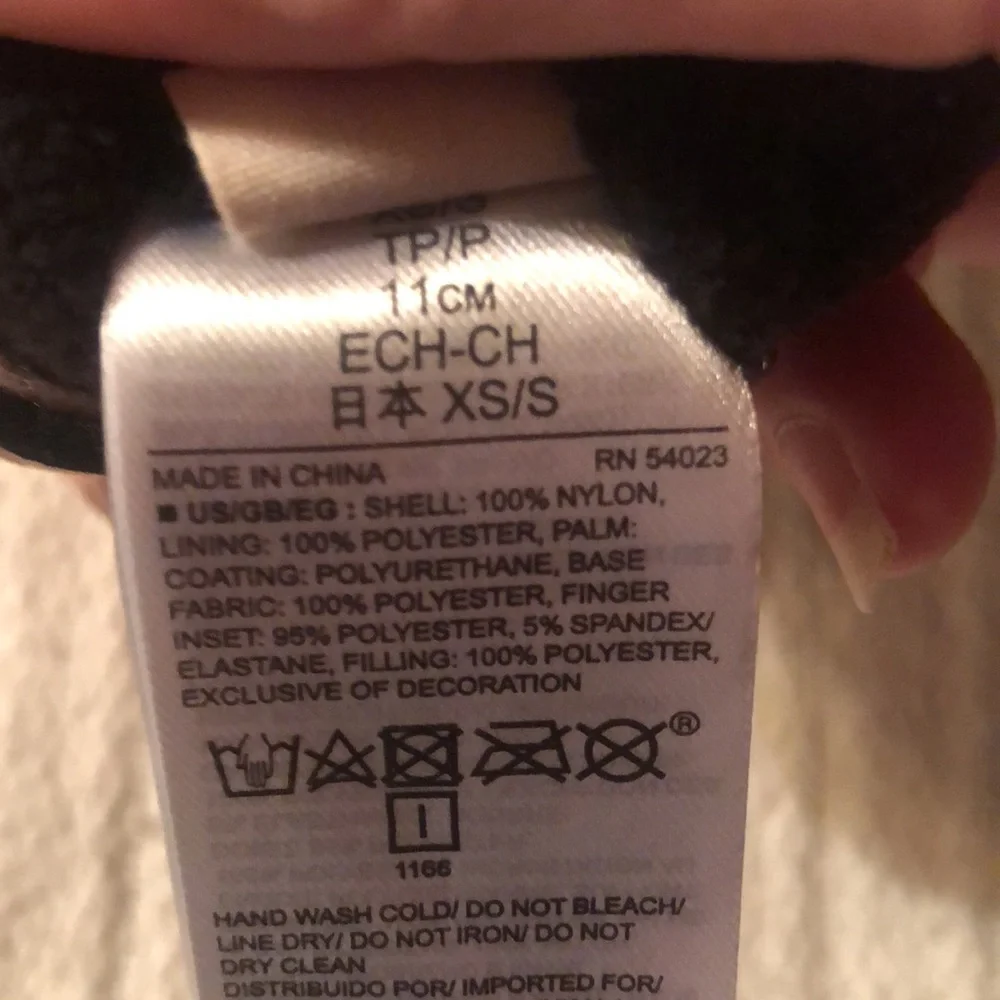 TP/P
11CM
ECH-CH
日本 XS/S
MADE IN CHINA RN 54023
■ US/GB/EG : SHELL: 100% NYLON,
LINING: 100% POLYESTER, PALM:
COATING: POLYURETHANE, BASE
FABRIC: 100% POLYESTER, FINGER
INSET: 95% POLYESTER, 5% SPANDEX/
ELASTANE, FILLING: 100% POLYESTER,
EXCLUSIVE OF DECORATION
®
1166
HAND WASH COLD/ DO NOT BLEACH/
LINE DRY/ DO NOT IRON/ DO NOT
DRY CLEAN
DISTRIBUIDO POR/ IMPORTED FOR/